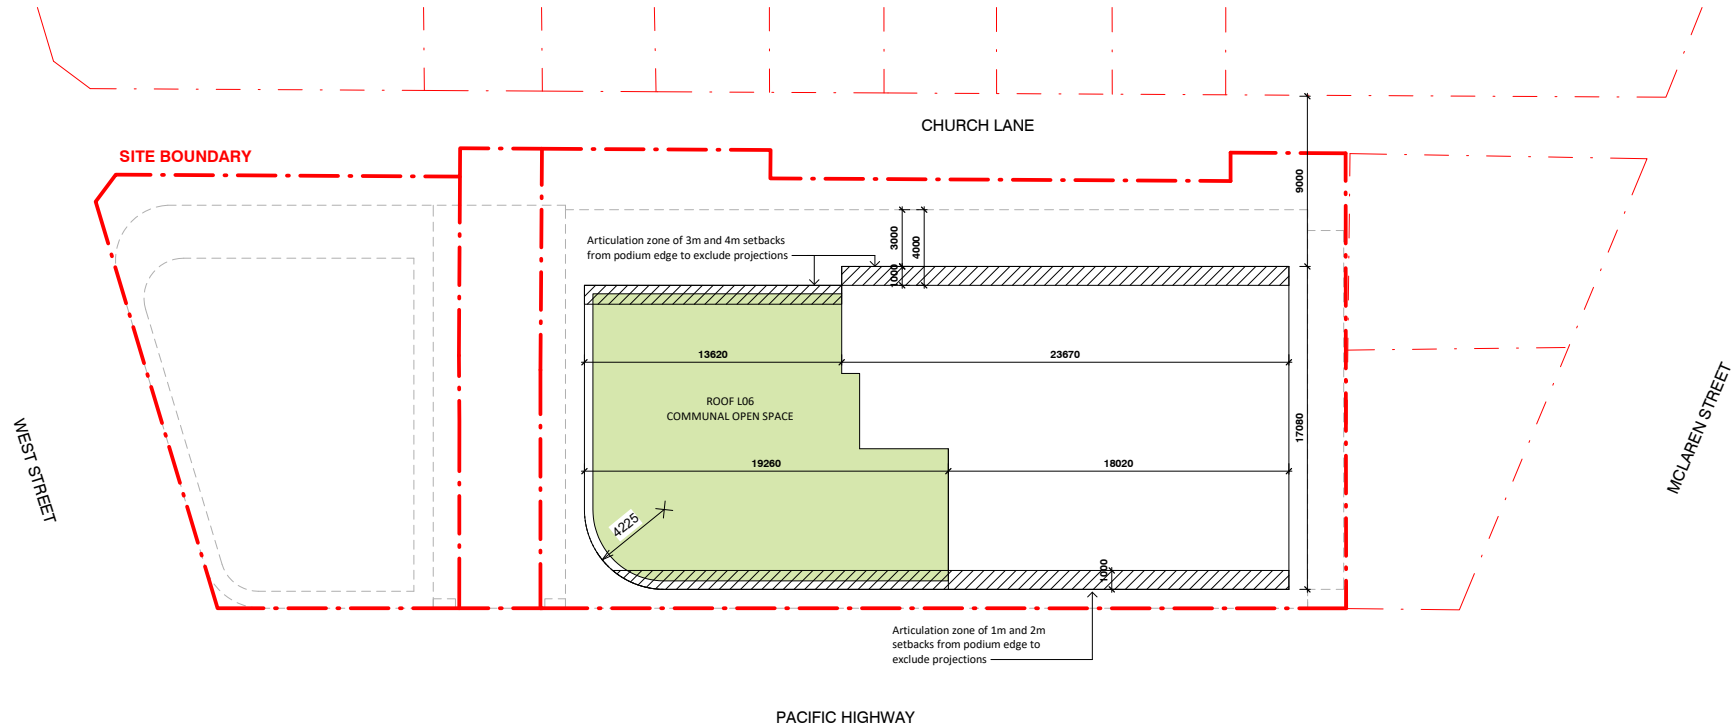 CHURCH LANE
SITE BOUNDARY
9000
Articulation zone of 3m and 4m setbacks
from podium edge to exclude projections
3000
4000
1000
13620
23670
ROOF L06
COMMUNAL OPEN SPACE
17080
WEST STREET
MCLAREN STREET
19260
18020
4225
1000
Articulation zone of 1m and 2m
setbacks from podium edge to
exclude projections
PACIFIC HIGHWAY